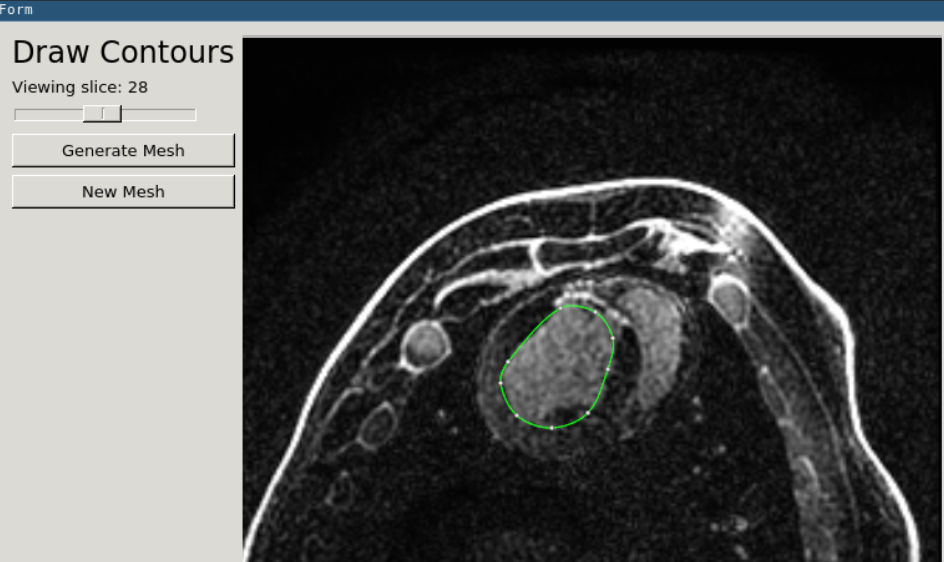 Form
Draw Contours
Viewing slice: 28
Generate Mesh
New Mesh